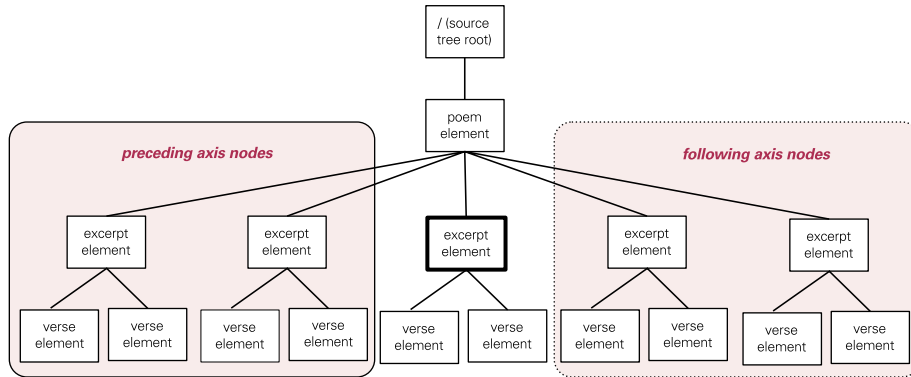 / (source
tree root)
poem
element
preceding axis nodes
following axis nodes
excerpt
element
excerpt
element
excerpt
element
excerpt
element
excerpt
element
verse
element
verse
element
verse
element
verse
element
verse
element
verse
element
verse
element
verse
element
verse
element
verse
element